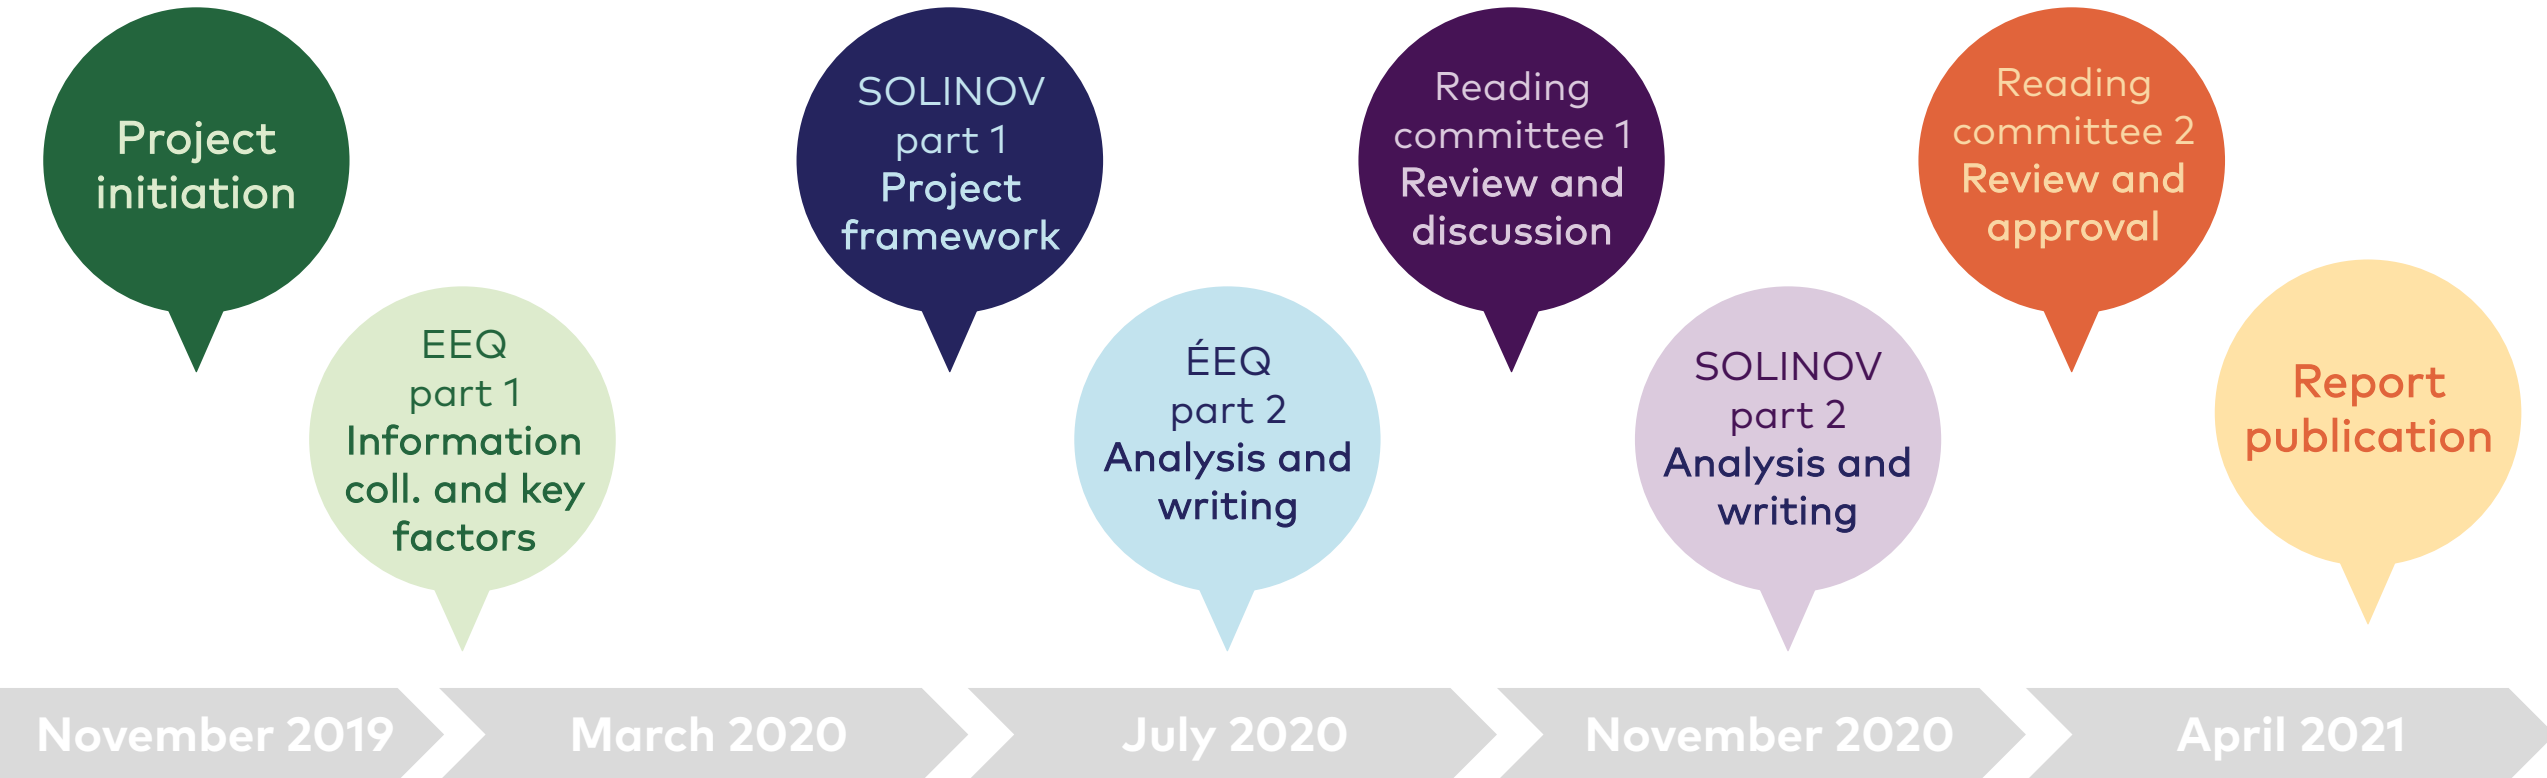 Project
initiation
EEQ
part 1
Information
coll. and key
factors
SOLINOV
part 1
Project
framework
ÉEQ
part 2
Analysis and
writing
Reading
committee 1
Review and
discussion
SOLINOV
part 2
Analysis and
writing
Reading
committee 2
Review and
approval
Report
publication
November 2019
March 2020
July 2020
November 2020
April 2021